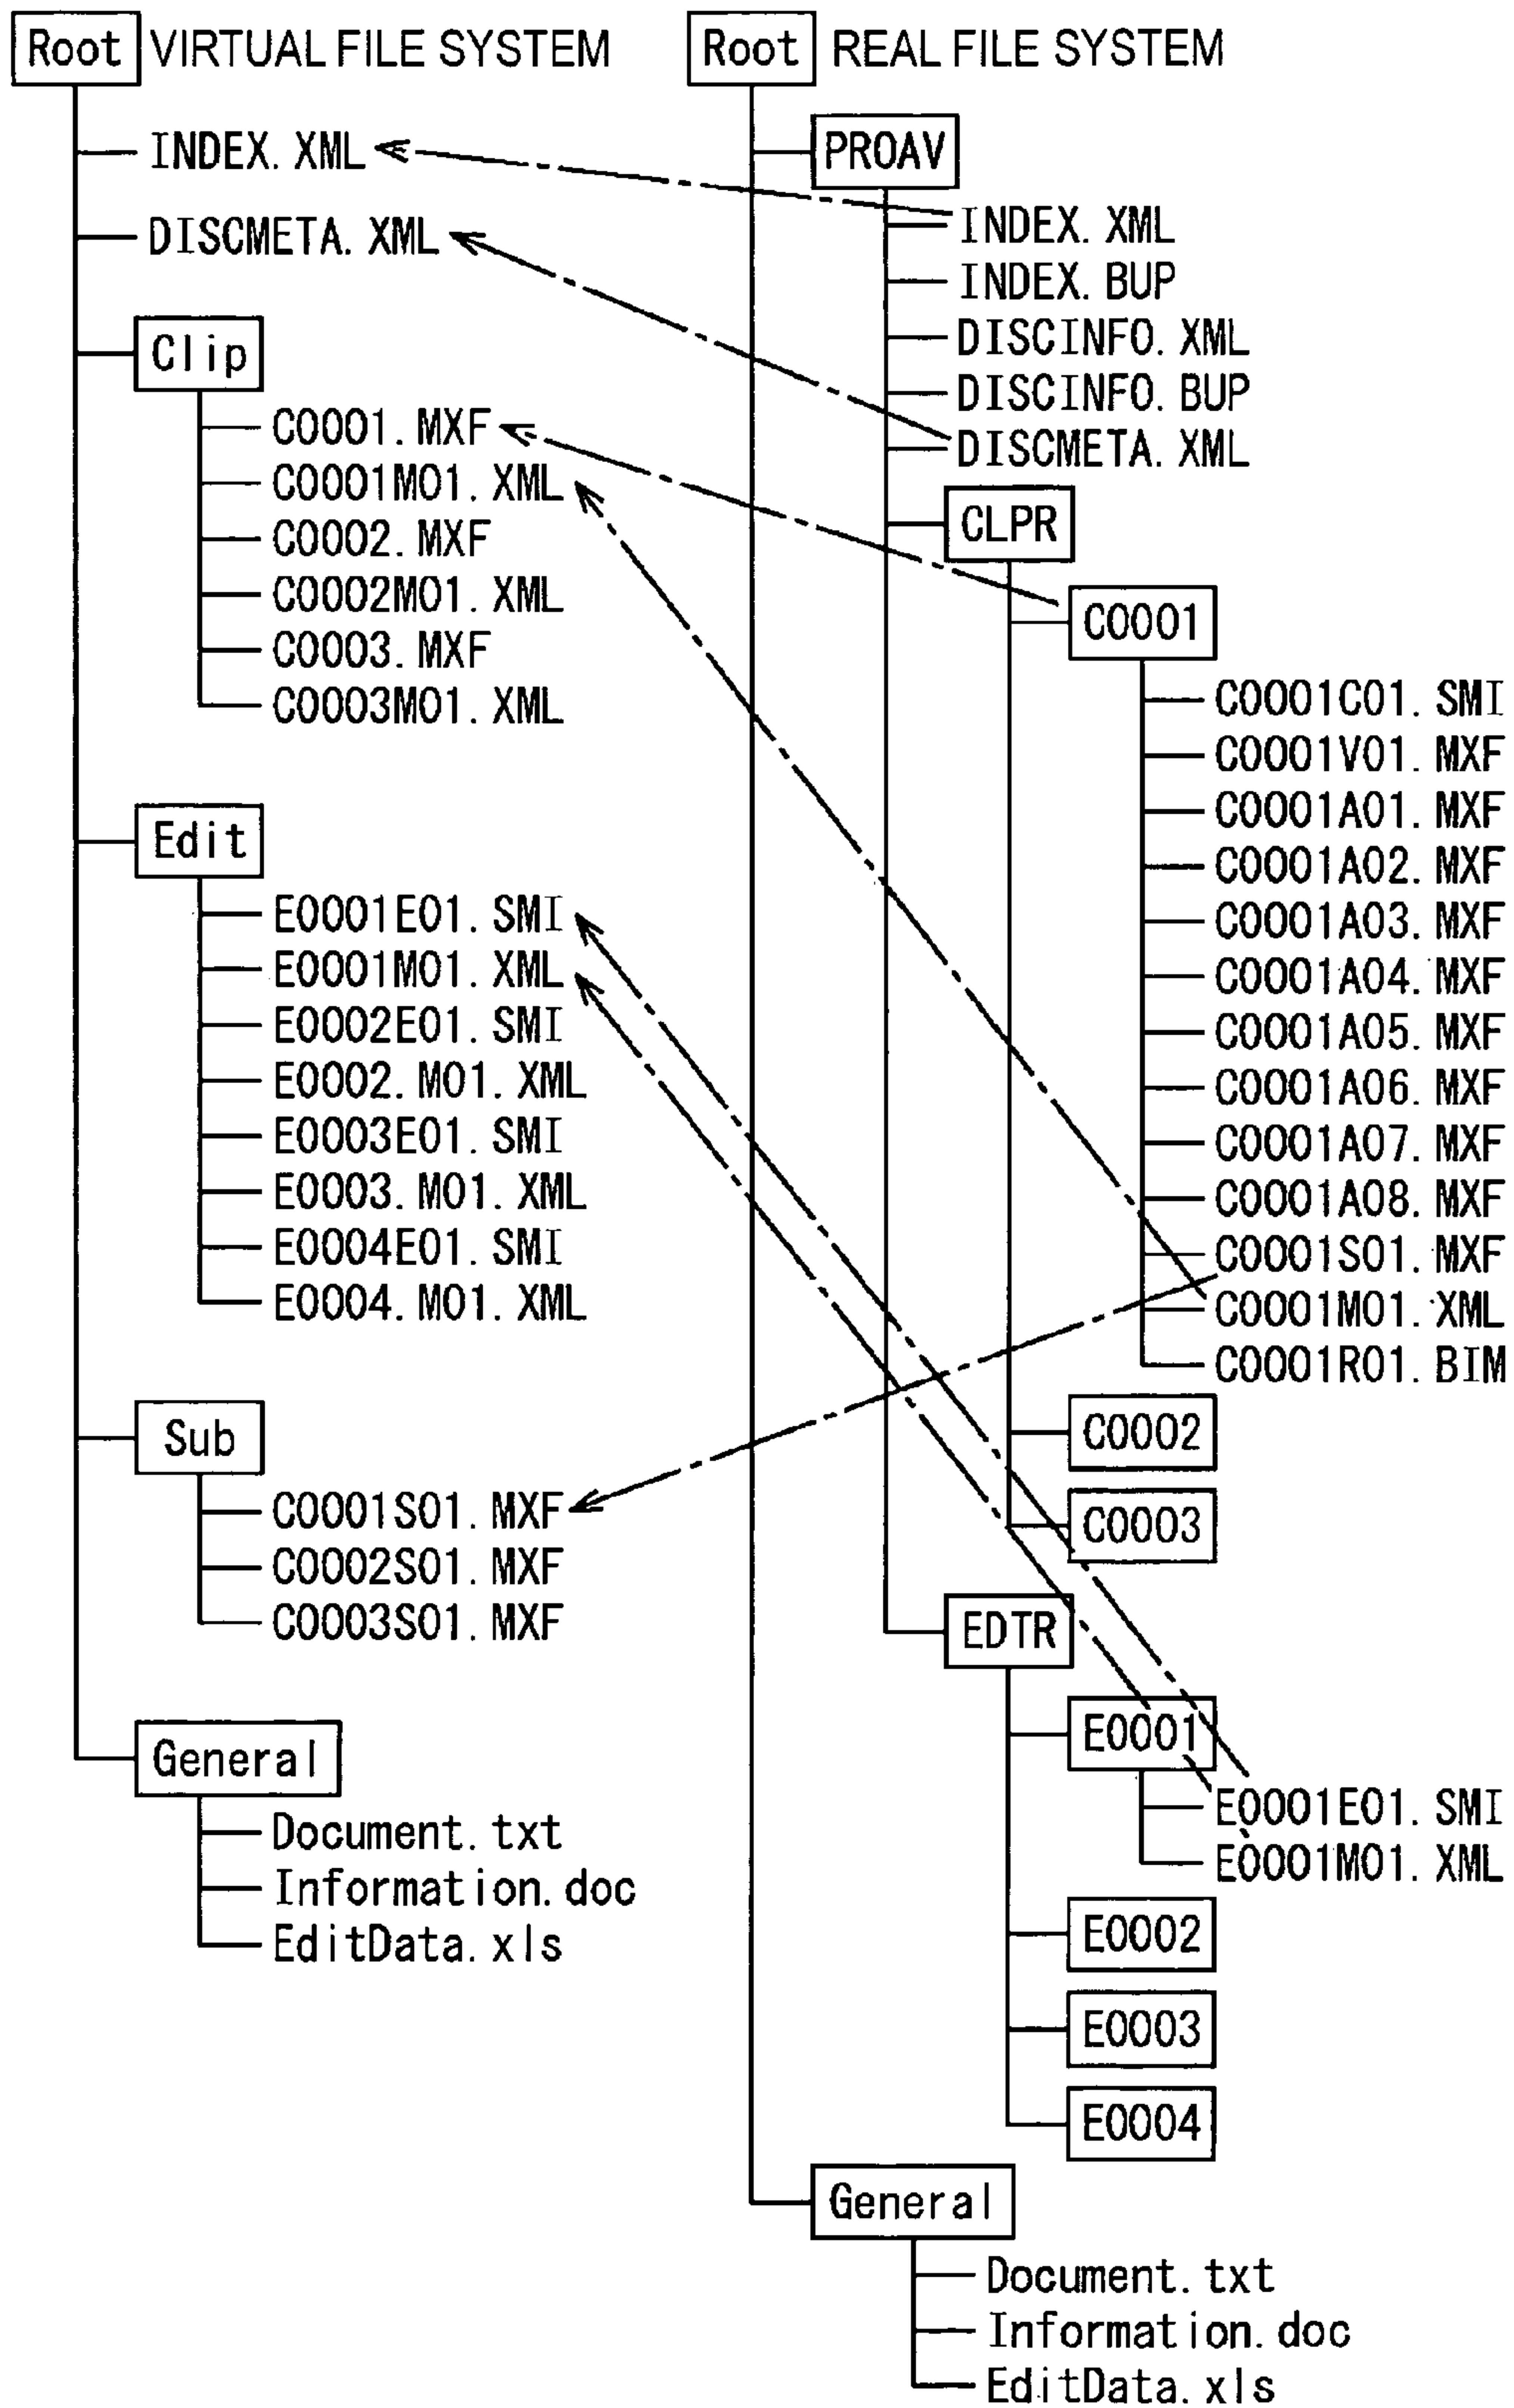 Root VIRTUAL FILE SYSTEM
INDEX.XML
DISCMETA.XML
Clip
C0001.MXF
C0001M01.XML
C0002.MXF
C0002M01.XML
C0003.MXF
C0003M01.XML
Edit
E0001E01.SMI
E0001M01.XML
E0002E01.SMI
E0002.M01.XML
E0003E01.SMI
E0003.M01.XML
E0004E01.SMI
E0004.M01.XML
Sub
C0001S01.MXF
C0002S01.MXF
C0003S01.MXF
General
Document.txt
Information.doc
EditData.xls
Root REAL FILE SYSTEM
PROAV
INDEX.XML
INDEX.BUP
DISCINFO.XML
DISCINFO.BUP
DISCMETA.XML
CLPR
C0001
C0001C01.SMI
C0001V01.MXF
C0001A01.MXF
C0001A02.MXF
C0001A03.MXF
C0001A04.MXF
C0001A05.MXF
C0001A06.MXF
C0001A07.MXF
C0001A08.MXF
C0001S01.MXF
C0001M01.XML
C0001R01.BIM
C0002
C0003
EDTR
E0001
E0001E01.SMI
E0001M01.XML
E0002
E0003
E0004
General
Document.txt
Information.doc
EditData.xls